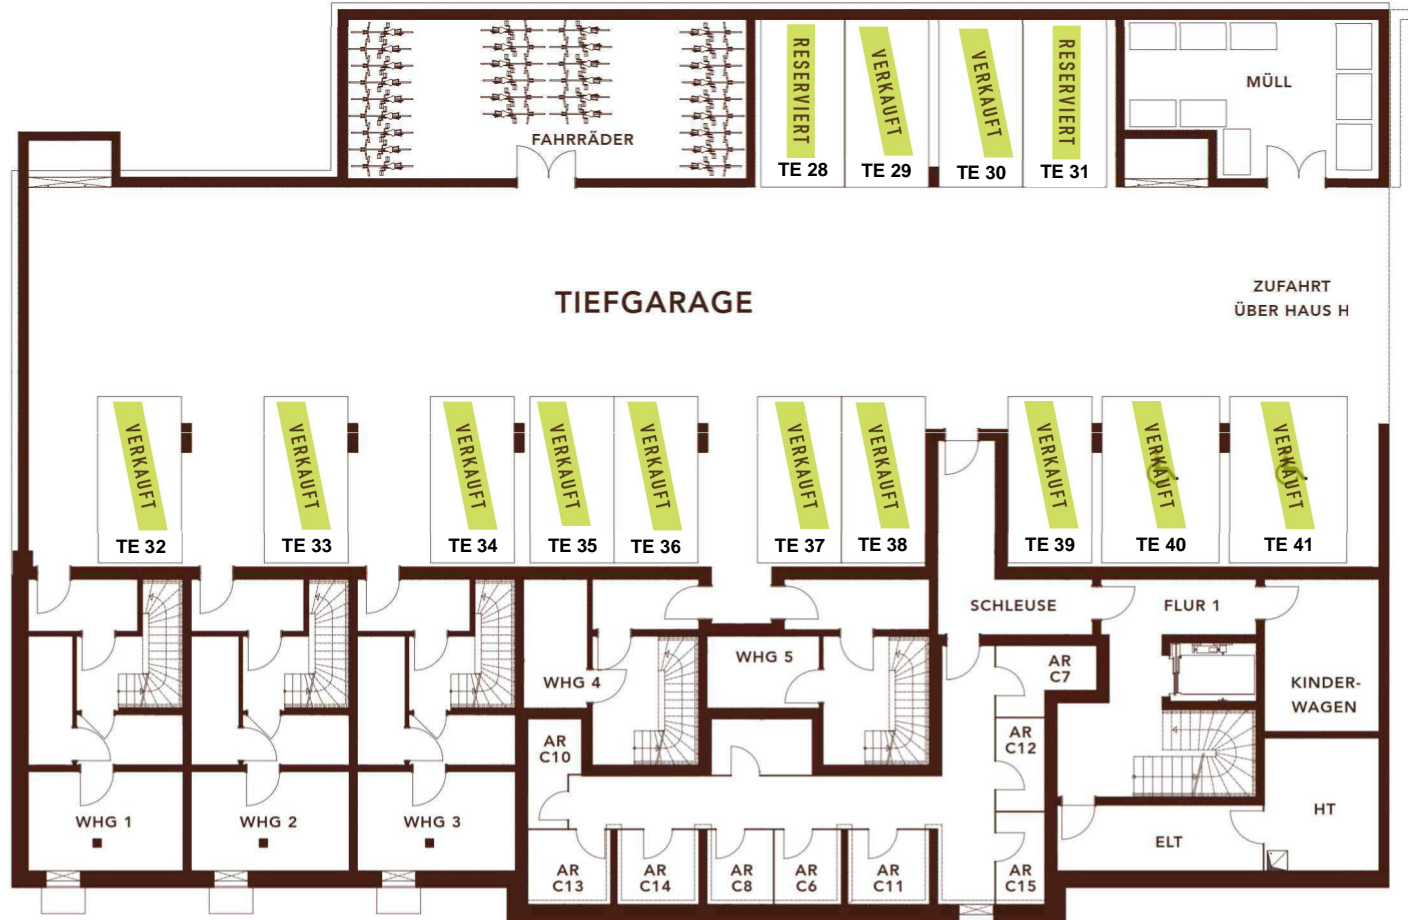 RESERVIERT
VERKAUFT
VERKAUFT
RESERVIERT
MÜLL
FAHRRÄDER
TE 28
TE 29
TE 30
TE 31
TIEFGARAGE
ZUFAHRT
ÜBER HAUS H
VERKAUFT
VERKAUFT
VERKAUFT
VERKAUFT
VERKAUFT
VERKAUFT
VERKAUFT
VERKAUFT
VERKAUFT
VERKAUFT
TE 32
TE 33
TE 34
TE 35
TE 36
TE 37
TE 38
TE 39
TE 40
TE 41
SCHLEUSE
FLUR 1
WHG 4
WHG 5
AR
C7
KINDER-
WAGEN
AR
C10
AR
C12
WHG 1
WHG 2
WHG 3
HT
ELT
AR
C13
AR
C14
AR
C8
AR
C6
AR
C11
AR
C15